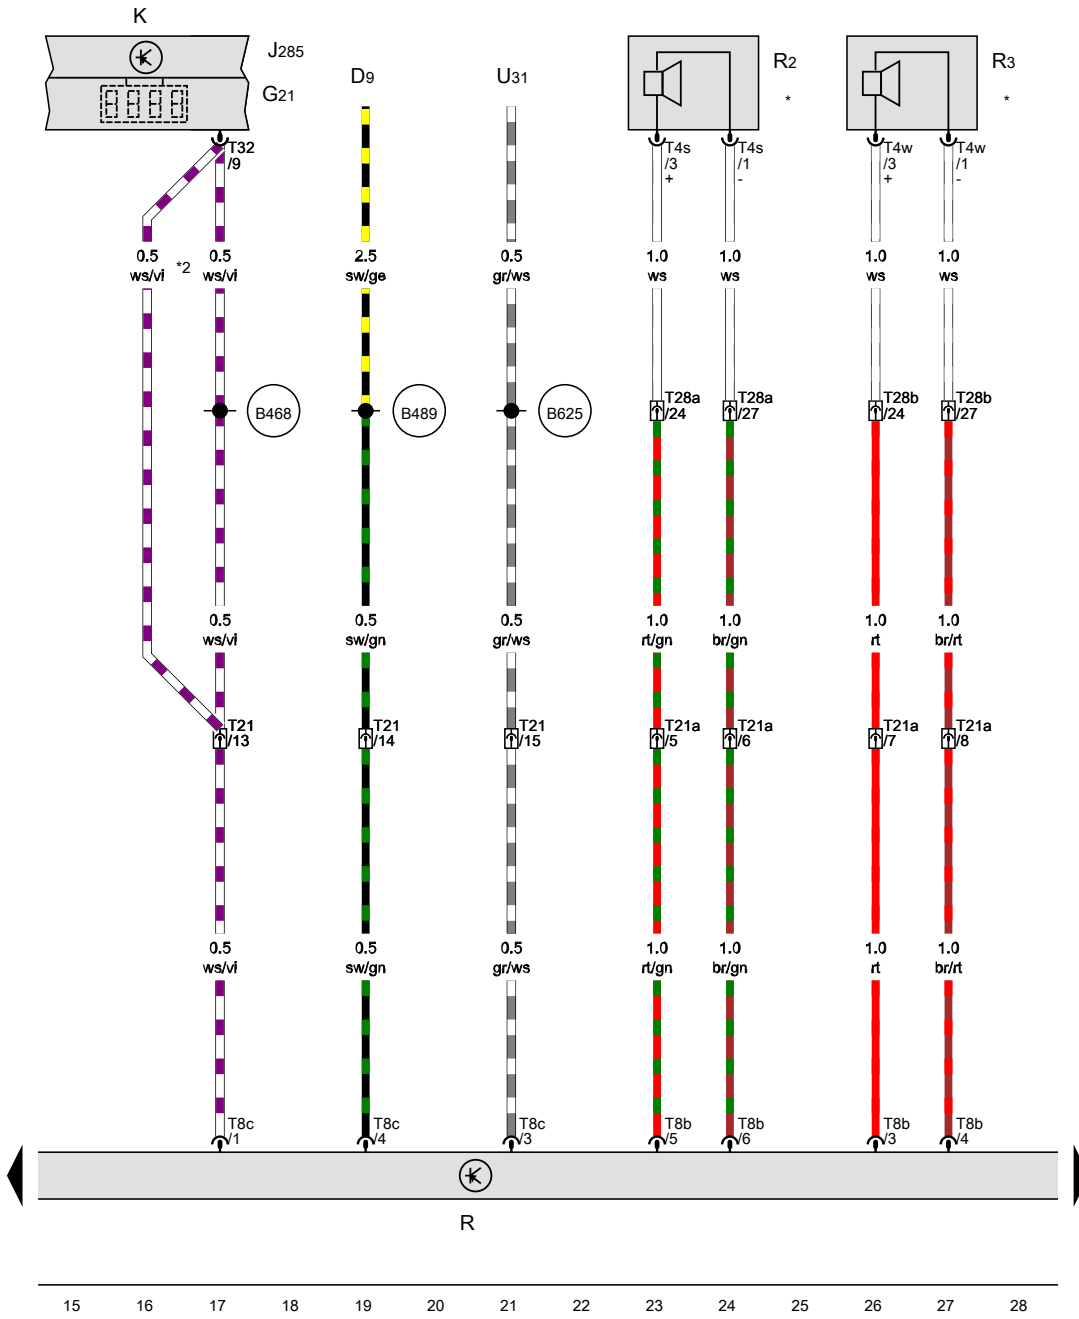 K
J285
G21
D9
U31
R2
*
R3
*
T32
/9
T4s
/3
+
T4s
/1
-
T4w
/3
+
T4w
/1
-
0.5
ws/vi
*2
0.5
ws/vi
2.5
sw/ge
0.5
gr/ws
1.0
ws
1.0
ws
1.0
ws
1.0
ws
B468
B489
B625
T28a
/24
T28a
/27
T28b
/24
T28b
/27
0.5
ws/vi
0.5
sw/gn
0.5
gr/ws
1.0
rt/gn
1.0
br/gn
1.0
rt
1.0
br/rt
T21
/13
T21
/14
T21
/15
T21a
/5
T21a
/6
T21a
/7
T21a
/8
0.5
ws/vi
0.5
sw/gn
0.5
gr/ws
1.0
rt/gn
1.0
br/gn
1.0
rt
1.0
br/rt
T8c
/1
T8c
/4
T8c
/3
T8b
/5
T8b
/6
T8b
/3
T8b
/4
R
15 16 17 18 19 20 21 22 23 24 25 26 27 28